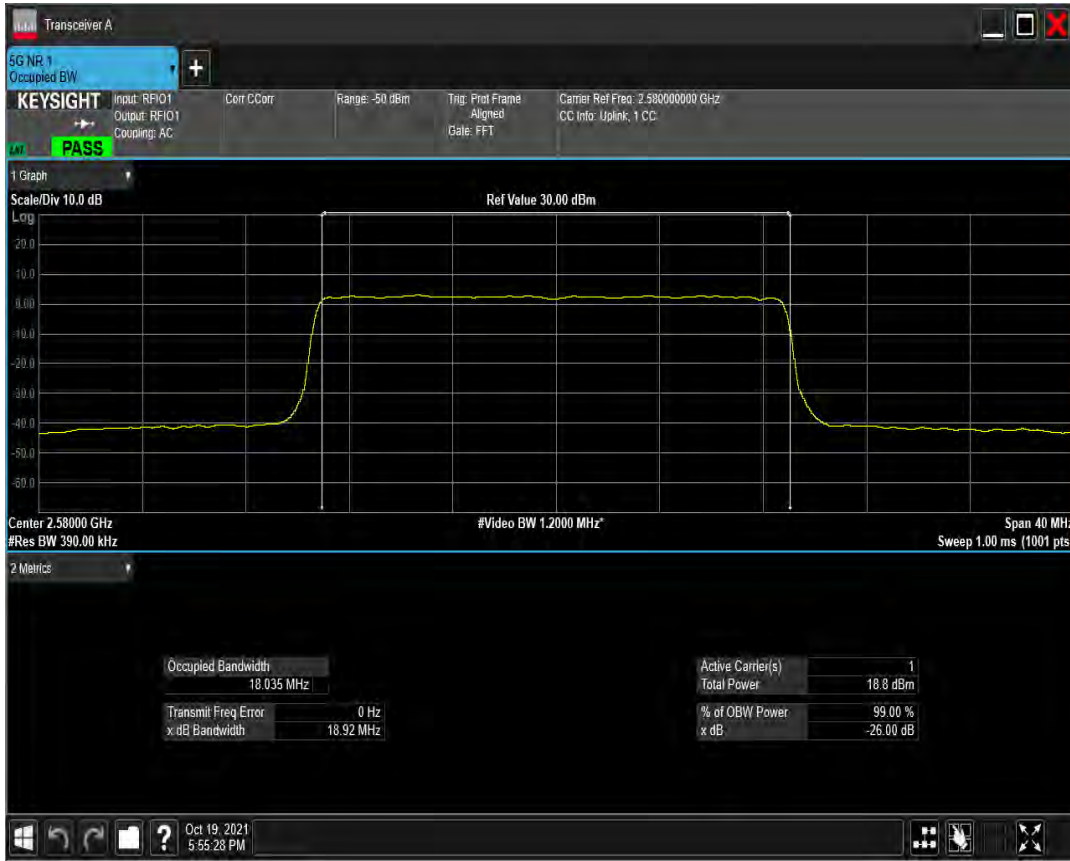 Transceiver A
5G NR 1
Occupied BW
KEYSIGHT
Input: RFIO1
Output: RFIO1
Coupling: AC
Corr CCorr
Range: -50 dBm
Trig: Prot Frame
Aligned
Gate: FFT
Carrier Ref Freq: 2.580000000 GHz
CC Info: Uplink, 1 CC
PASS
1 Graph
Scale/Div 10.0 dB
Ref Value 30.00 dBm
Log
20.0
10.0
0.00
-10.0
-20.0
-30.0
-40.0
-50.0
-60.0
Center 2.58000 GHz
#Video BW 1.2000 MHz*
Span 40 MHz
#Res BW 390.00 kHz
Sweep 1.00 ms (1001 pts
2 Metrics
Occupied Bandwidth
18.035 MHz
Transmit Freq Error 0 Hz
x dB Bandwidth 18.92 MHz
Active Carrier(s) 1
Total Power 18.8 dBm
% of OBW Power 99.00 %
x dB -26.00 dB
?
Oct 19, 2021
5:55:28 PM